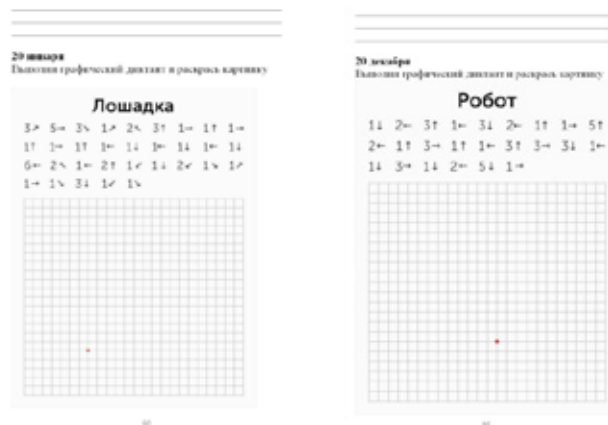 20 января
Выполни графический диктант и раскрась картинку
Лошадка
3↗ 5→ 3↘ 1↗ 2↖ 3↑ 1→ 1↑ 1→
1↑ 1→ 1↑ 1← 1↓ 1← 1↓ 1← 1↓
6← 2↖ 1← 2↑ 1↙ 1↓ 2↙ 1↘ 1↗
1→ 1↘ 3↓ 1↙ 1↘
20 декабря
Выполни графический диктант и раскрась картинку
Робот
1↓ 2← 3↑ 1← 3↓ 2← 1↑ 1→ 5↑
2← 1↑ 3→ 1↑ 1← 3↑ 3→ 3↓ 1←
1↓ 3→ 1↓ 2← 5↓ 1→